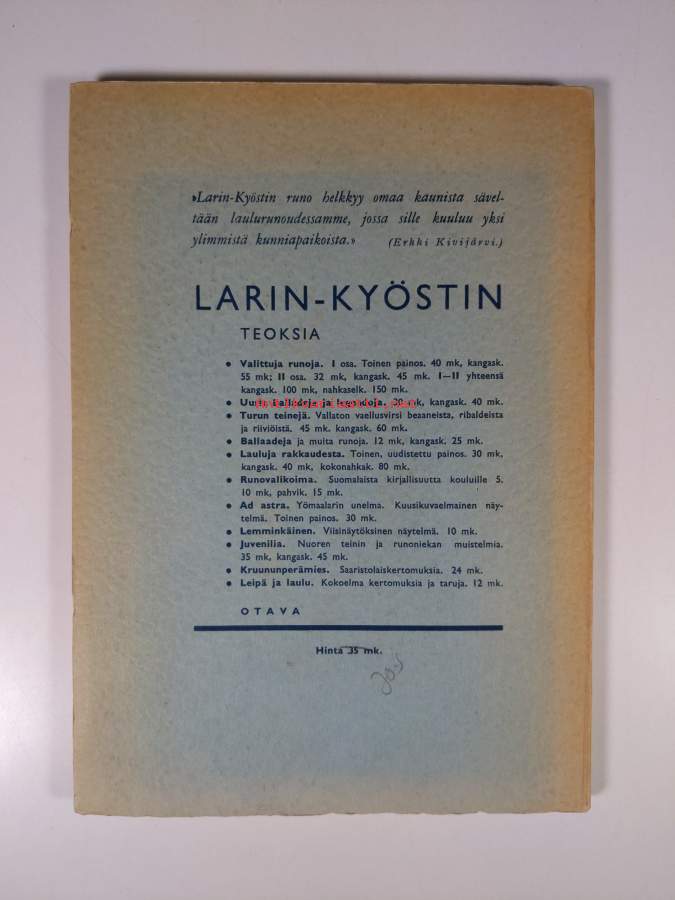 »Larin-Kyöstin runo helkkyy omaa kaunista sävel-
tään laulurunoudessamme, jossa sille kuuluu yksi
ylimmistä kunniapaikoista.» (Erkki Kivijärvi.)
LARIN-KYÖSTIN
TEOKSIA
• Valittuja runoja. I osa. Toinen painos. 40 mk, kangask.
55 mk; II osa. 32 mk, kangask. 45 mk. I—II yhteensä
kangask. 100 mk, nahkaselk. 150 mk.
• Uusia balladeja ja legendoja. 30 mk, kangask. 40 mk.
• Turun teinejä. Vallaton vaellusvirsi beaaneista, ribaldeista
ja riiviöistä. 45 mk. kangask. 60 mk.
• Ballaadeja ja muita runoja. 12 mk, kangask. 25 mk.
• Lauluja rakkaudesta. Toinen, uudistettu painos. 30 mk,
kangask. 40 mk, kokonahkak. 80 mk.
• Runovalikoima. Suomalaista kirjallisuutta kouluille 5.
10 mk, pahvik. 15 mk.
• Ad astra. Yömaalarin unelma. Kuusikuvaelmainen näy-
telmä. Toinen painos. 30 mk.
• Lemminkäinen. Viisinäytöksinen näytelmä. 10 mk.
• Juvenilia. Nuoren teinin ja runoniekan muistelmia.
35 mk, kangask. 45 mk.
• Kruununperämies. Saaristolaiskertomuksia. 24 mk.
• Leipä ja laulu. Kokoelma kertomuksia ja taruja. 12 mk.
OTAVA
Hinta 35 mk.